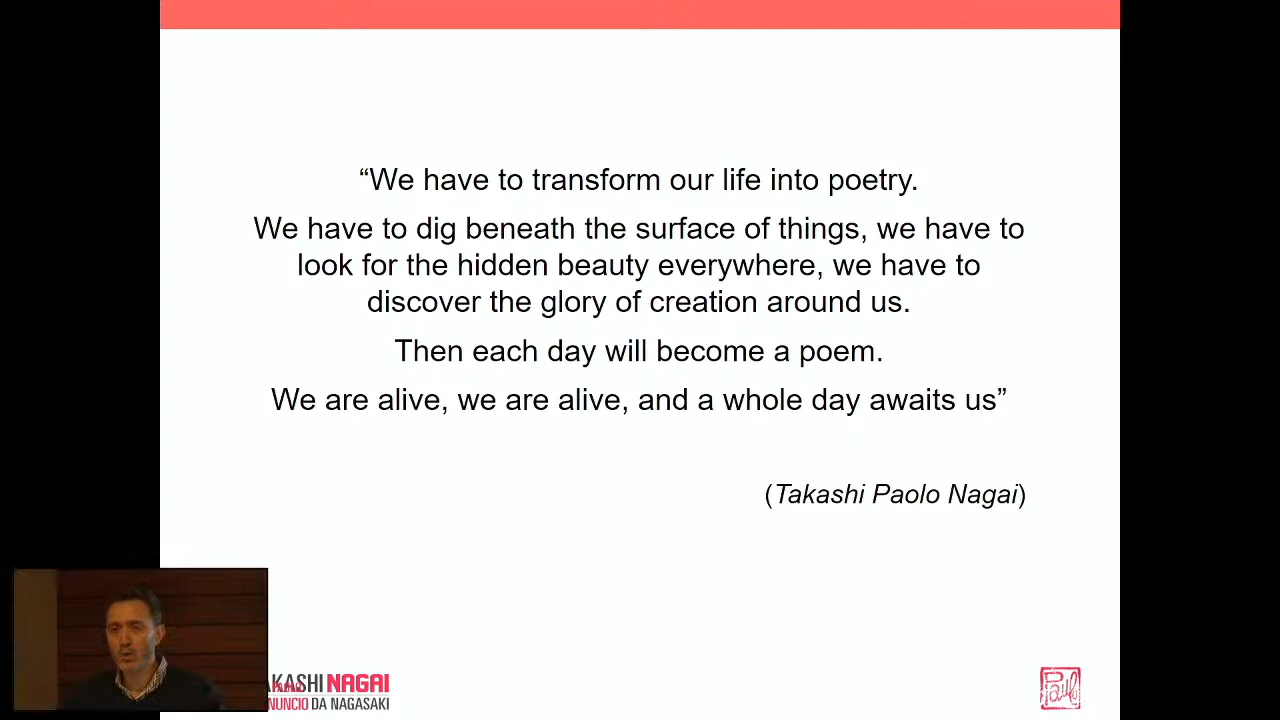 “We have to transform our life into poetry.
We have to dig beneath the surface of things, we have to
look for the hidden beauty everywhere, we have to
discover the glory of creation around us.
Then each day will become a poem.
We are alive, we are alive, and a whole day awaits us”
(Takashi Paolo Nagai)
AKASHI NAGAI
NUNCIO DA NAGASAKI